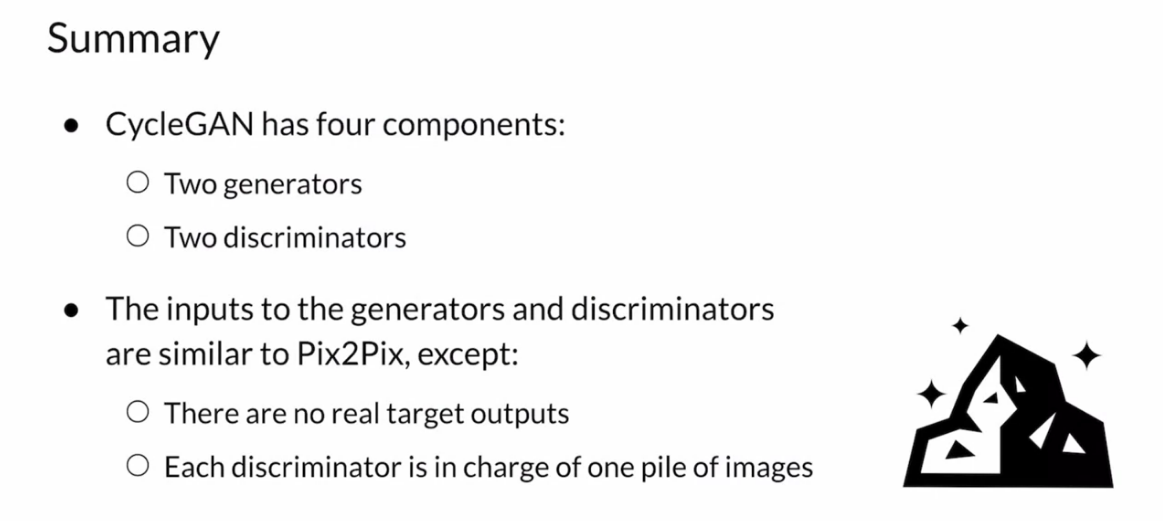 Summary
● CycleGAN has four components:
○ Two generators
○ Two discriminators
● The inputs to the generators and discriminators
are similar to Pix2Pix, except:
○ There are no real target outputs
○ Each discriminator is in charge of one pile of images